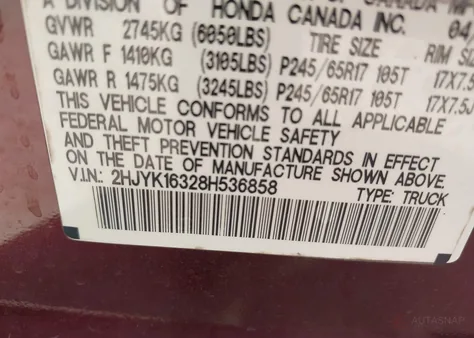 A DIVISION OF HONDA CANADA INC. 04/
GVWR 2745KG (6050LBS) TIRE SIZE RIM SIZ
GAWR F 1410KG (3105LBS) P245/65R17 105T 17X7.5
GAWR R 1475KG (3245LBS) P245/65R17 105T 17X7.5J
THIS VEHICLE CONFORMS TO ALL APPLICABLE
FEDERAL MOTOR VEHICLE SAFETY
AND THEFT PREVENTION STANDARDS IN EFFECT
ON THE DATE OF MANUFACTURE SHOWN ABOVE.
V.I.N.: 2HJYK16328H536858 TYPE: TRUCK
AUTASNAP